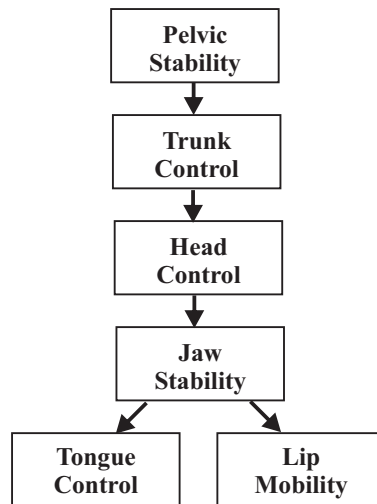 Pelvic
Stability
Trunk
Control
Head
Control
Jaw
Stability
Tongue
Control
Lip
Mobility